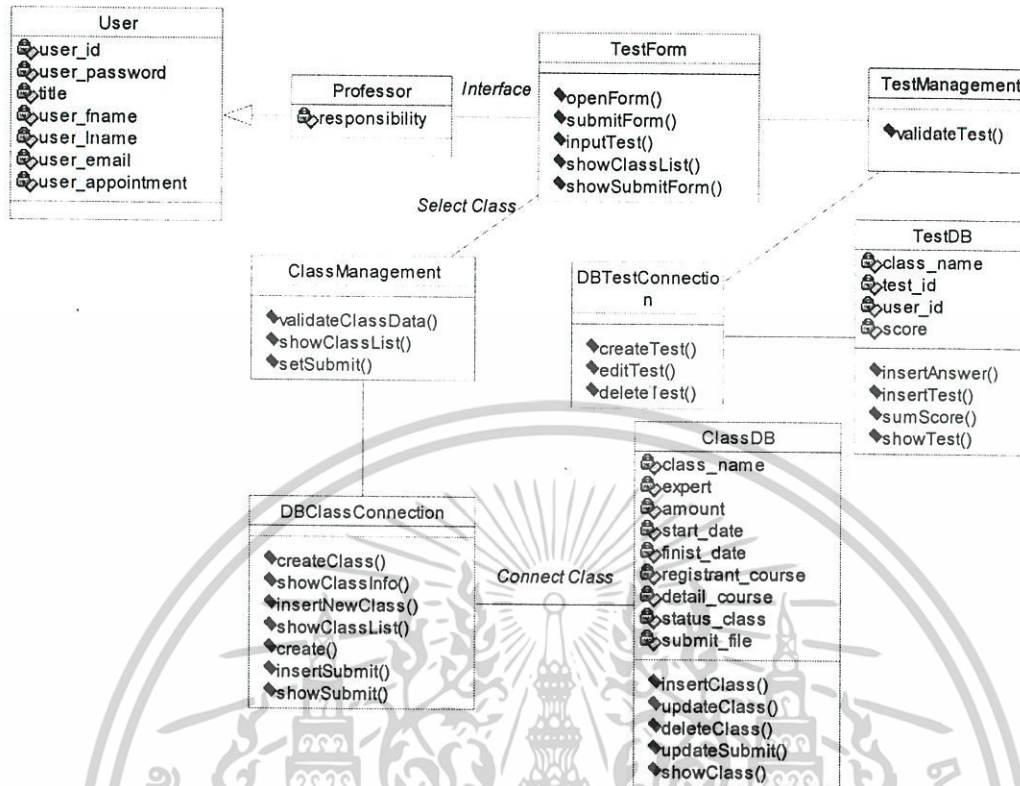 User
user_id
user_password
title
user_fname
user_lname
user_email
user_appointment
Professor
responsibility
Interface
TestForm
openForm()
submitForm()
inputTest()
showClassList()
showSubmitForm()
TestManagement
validateTest()
Select Class
ClassManagement
validateClassData()
showClassList()
setSubmit()
DBTestConnectio
n
createTest()
editTest()
deleteTest()
TestDB
class_name
test_id
user_id
score
insertAnswer()
insertTest()
sumScore()
showTest()
DBClassConnection
createClass()
showClassInfo()
insertNewClass()
showClassList()
create()
insertSubmit()
showSubmit()
Connect Class
ClassDB
class_name
expert
amount
start_date
finist_date
registrant_course
detail_course
status_class
submit_file
insertClass()
updateClass()
deleteClass()
updateSubmit()
showClass()